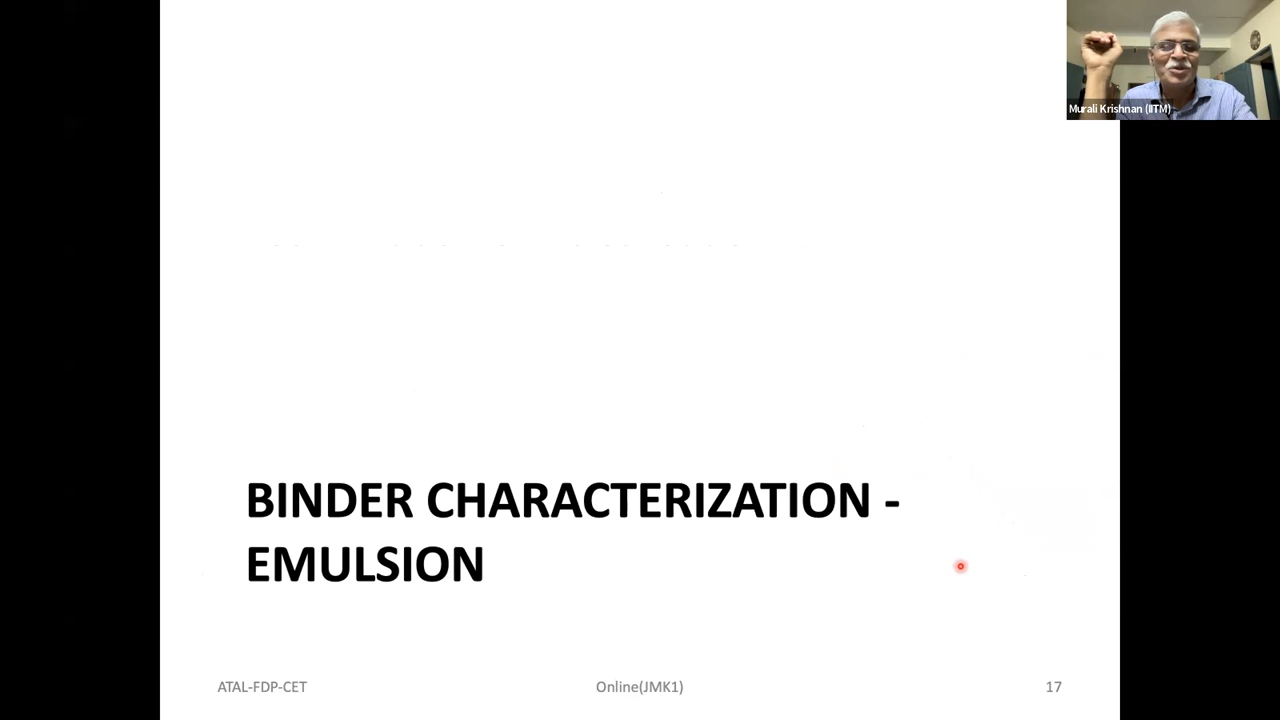 Murali Krishnan (IITM)
BINDER CHARACTERIZATION -
EMULSION
ATAL-FDP-CET
Online(JMK1)
17